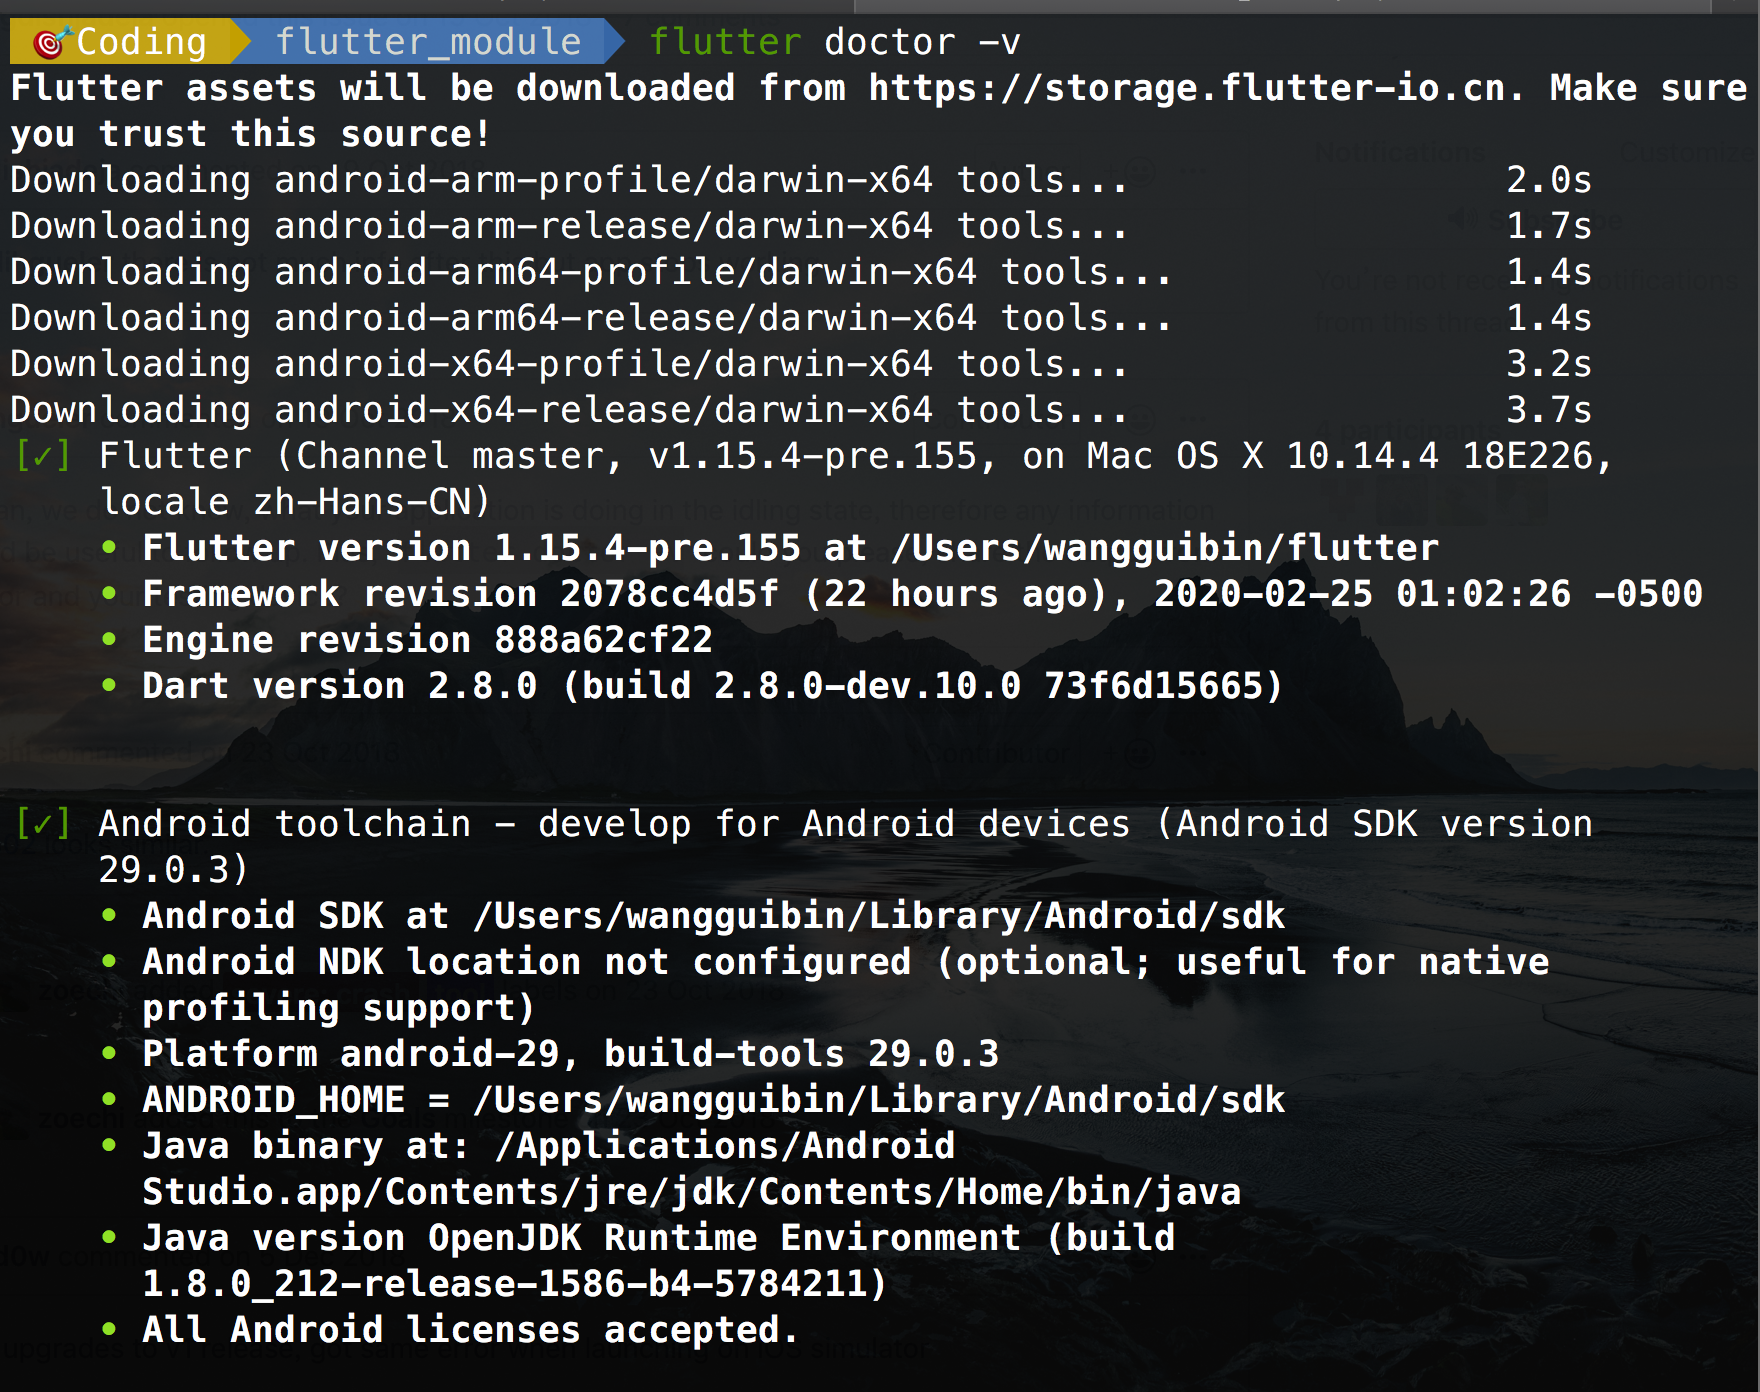 Coding flutter_module flutter doctor -v
Flutter assets will be downloaded from https://storage.flutter-io.cn. Make sure
you trust this source!
Downloading android-arm-profile/darwin-x64 tools... 2.0s
Downloading android-arm-release/darwin-x64 tools... 1.7s
Downloading android-arm64-profile/darwin-x64 tools... 1.4s
Downloading android-arm64-release/darwin-x64 tools... 1.4s
Downloading android-x64-profile/darwin-x64 tools... 3.2s
Downloading android-x64-release/darwin-x64 tools... 3.7s
[✓] Flutter (Channel master, v1.15.4-pre.155, on Mac OS X 10.14.4 18E226,
locale zh-Hans-CN)
• Flutter version 1.15.4-pre.155 at /Users/wangguibin/flutter
• Framework revision 2078cc4d5f (22 hours ago), 2020-02-25 01:02:26 -0500
• Engine revision 888a62cf22
• Dart version 2.8.0 (build 2.8.0-dev.10.0 73f6d15665)
[✓] Android toolchain - develop for Android devices (Android SDK version
29.0.3)
• Android SDK at /Users/wangguibin/Library/Android/sdk
• Android NDK location not configured (optional; useful for native
profiling support)
• Platform android-29, build-tools 29.0.3
• ANDROID_HOME = /Users/wangguibin/Library/Android/sdk
• Java binary at: /Applications/Android
Studio.app/Contents/jre/jdk/Contents/Home/bin/java
• Java version OpenJDK Runtime Environment (build
1.8.0_212-release-1586-b4-5784211)
• All Android licenses accepted.